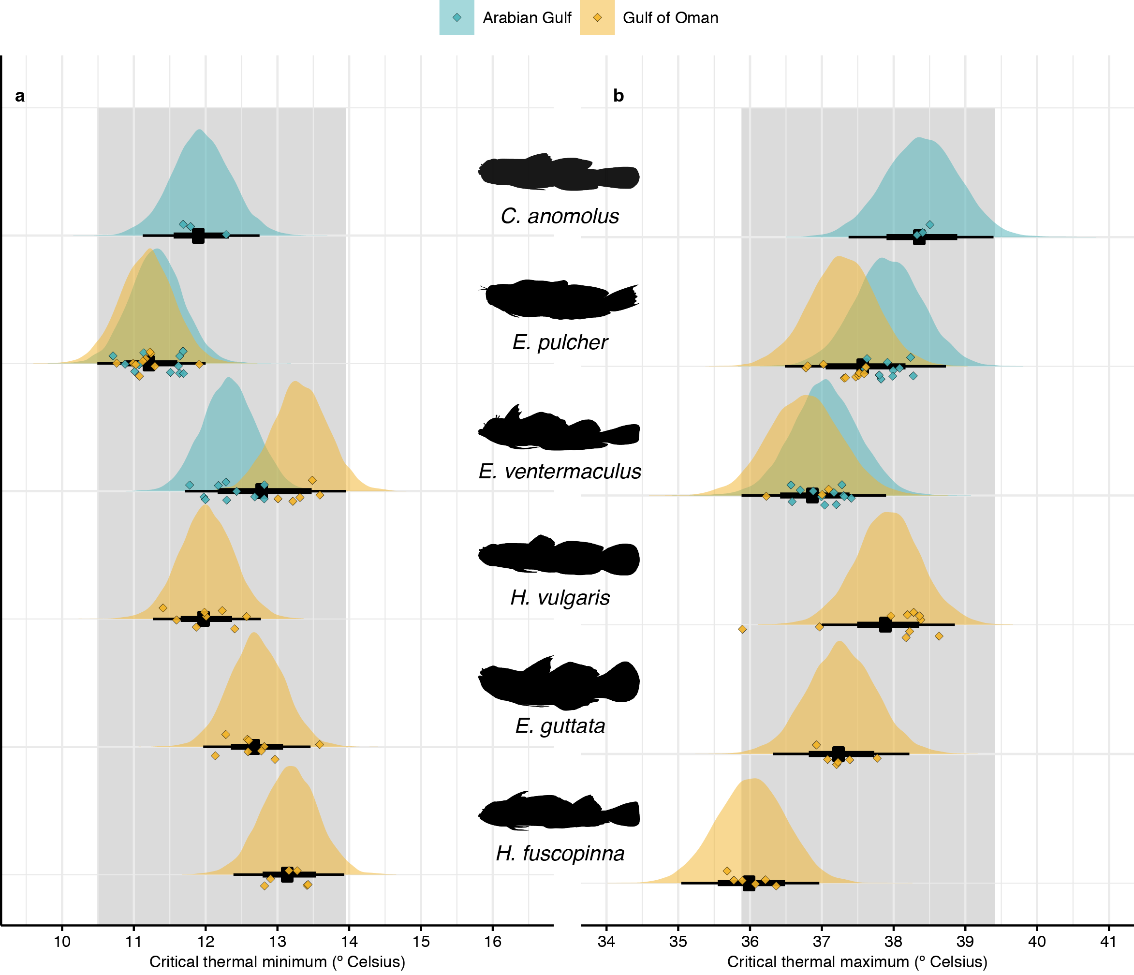 Arabian Gulf Gulf of Oman
a b
C. anomolus
E. pulcher
E. ventermaculus
H. vulgaris
E. guttata
H. fuscopinna
10 11 12 13 14 15 16 34 35 36 37 38 39 40 41
Critical thermal minimum (° Celsius) Critical thermal maximum (° Celsius)